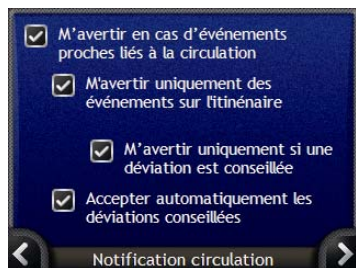 M’avertir en cas d’événements
proches liés à la circulation
M'avertir uniquement des
événements sur l'itinénaire
M’avertir uniquement si une
déviation est conseillée
Accepter automatiquement les
déviations conseillées
Notification circulation